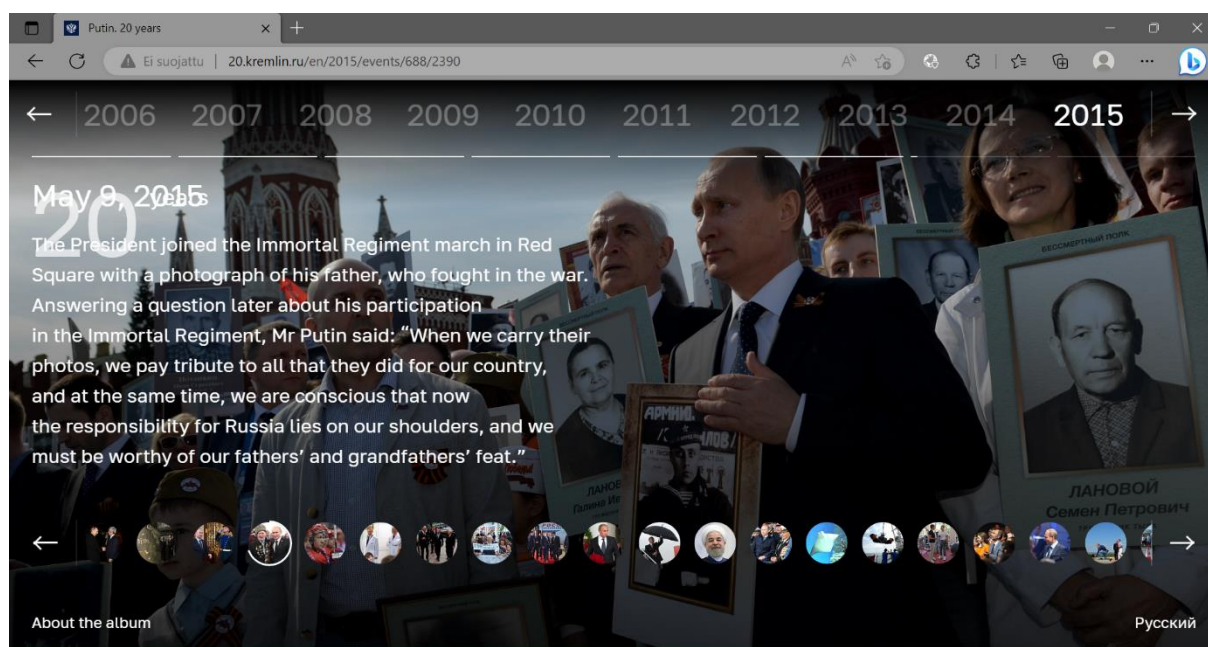 Putin. 20 years
Ei suojattu | 20.kremlin.ru/en/2015/events/688/2390
2006 2007 2008 2009 2010 2011 2012 2013 2014 2015
May 9, 2015
20 years
The President joined the Immortal Regiment march in Red
Square with a photograph of his father, who fought in the war.
Answering a question later about his participation
in the Immortal Regiment, Mr Putin said: “When we carry their
photos, we pay tribute to all that they did for our country,
and at the same time, we are conscious that now
the responsibility for Russia lies on our shoulders, and we
must be worthy of our fathers’ and grandfathers’ feat.”
БЕССМЕРТНЫЙ ПОЛК
АРМИЮ.
ЛАНОВОЙ
Семен Петрович
About the album
Русский